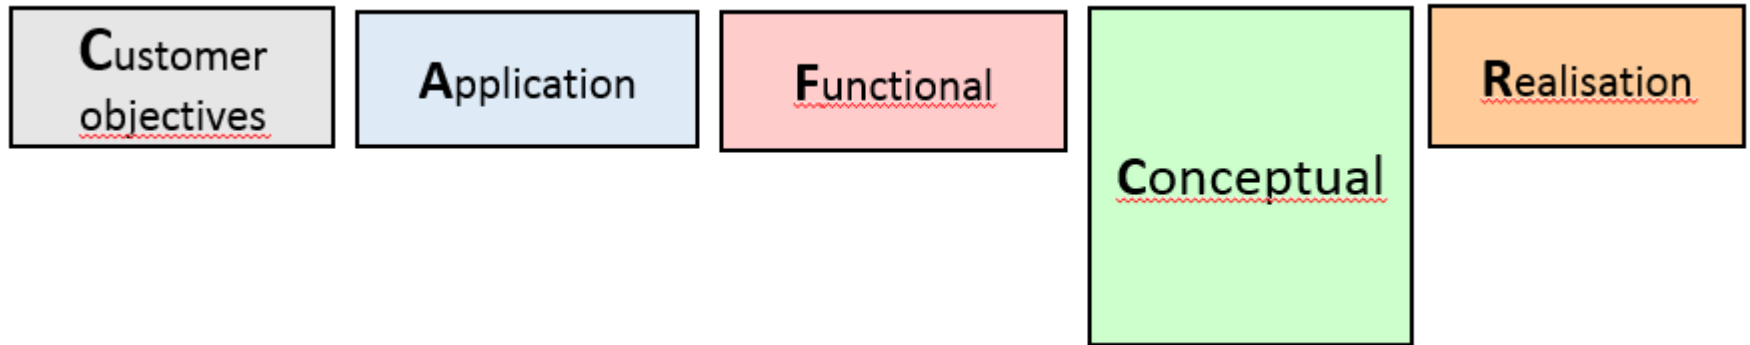 Customer
objectives
Application
Functional
Conceptual
Realisation